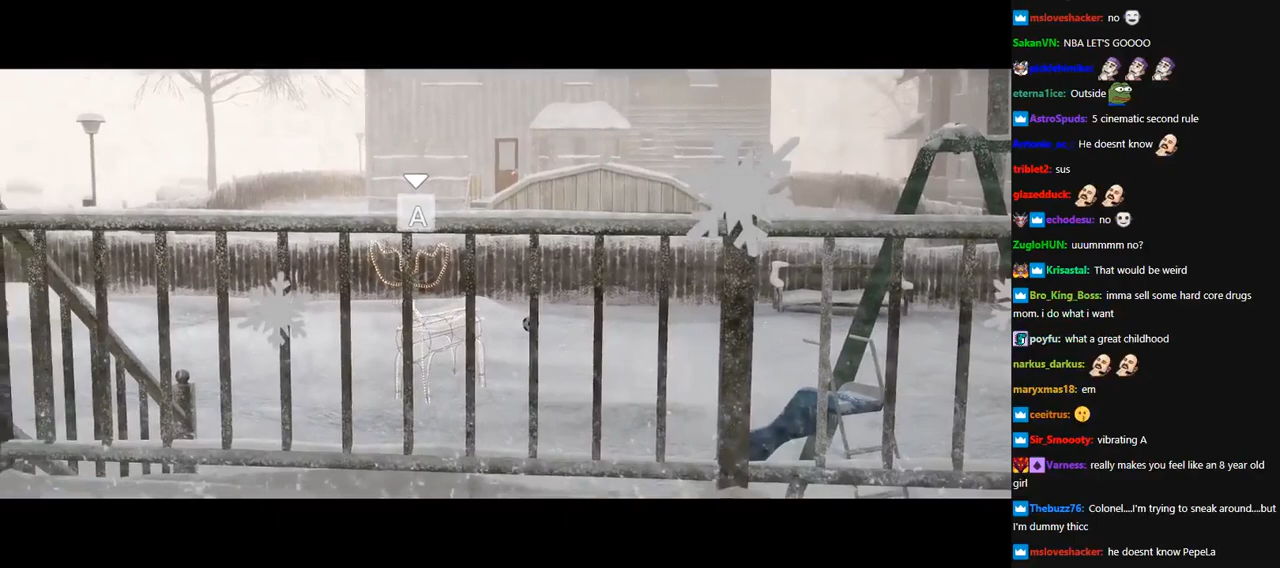 A
msloveshacker: no
SakanVN: NBA LET'S GOOOO
eterna1ice: Outside
AstroSpuds: 5 cinematic second rule
He doesnt know
triblet2: sus
glazedduck:
echodesu: no
ZugloHUN: uuummmm no?
Krisastal: That would be weird
Bro_King_Boss: imma sell some hard core drugs
mom. i do what i want
poyfu: what a great childhood
narkus_darkus:
maryxmas18: em
ceeitrus:
Sir_Smoooty: vibrating A
Varness: really makes you feel like an 8 year old
girl
Thebuzz76: Colonel....I'm trying to sneak around....but
I'm dummy thicc
msloveshacker: he doesnt know PepeLa